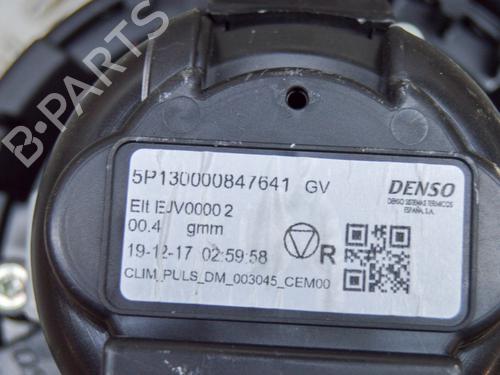 B-PARTS
5P130000847641 GV
DENSO
DENSO SISTEMAS TERMICOS
ESPAÑA, S.A.
Elt EJV0000 2
00.4 gmm
19-12-17 02:59:58
R
CLIM_PULS_DM_003045_CEM00